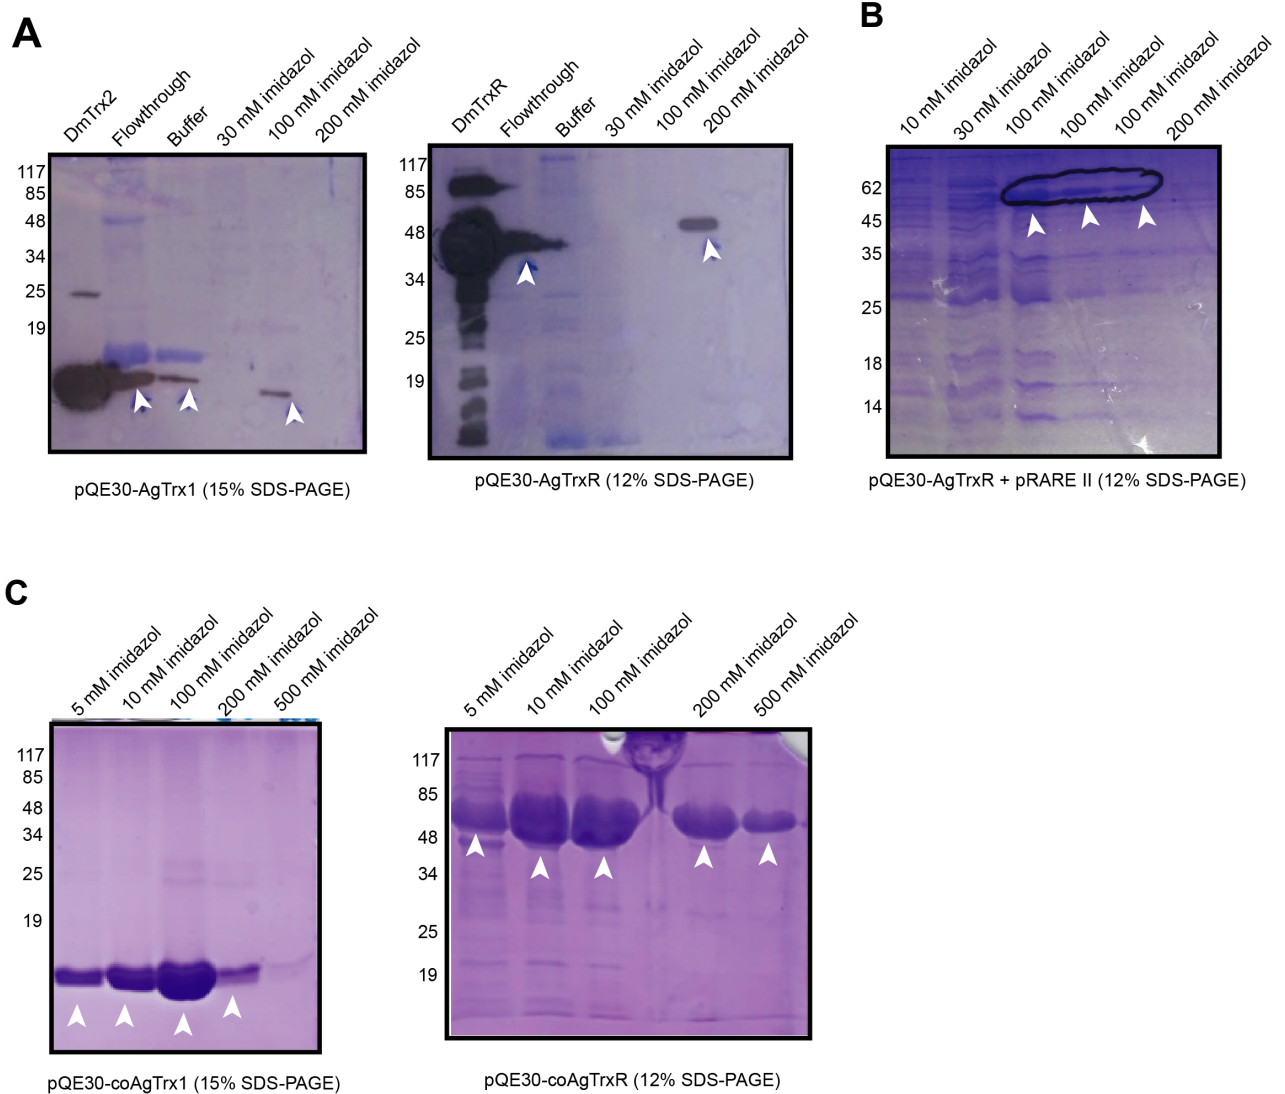 A
DmTrx2
Flowthrough
Buffer
30 mM imidazol
100 mM imidazol
200 mM imidazol
117
85
48
34
25
19
pQE30-AgTrx1 (15% SDS-PAGE)
DmTrxR
Flowthrough
Buffer
30 mM imidazol
100 mM imidazol
200 mM imidazol
117
85
48
34
25
19
pQE30-AgTrxR (12% SDS-PAGE)
B
10 mM imidazol
30 mM imidazol
100 mM imidazol
100 mM imidazol
100 mM imidazol
200 mM imidazol
62
45
35
25
18
14
pQE30-AgTrxR + pRARE II (12% SDS-PAGE)
C
5 mM imidazol
10 mM imidazol
100 mM imidazol
200 mM imidazol
500 mM imidazol
117
85
48
34
25
19
pQE30-coAgTrx1 (15% SDS-PAGE)
5 mM imidazol
10 mM imidazol
100 mM imidazol
200 mM imidazol
500 mM imidazol
117
85
48
34
25
19
pQE30-coAgTrxR (12% SDS-PAGE)